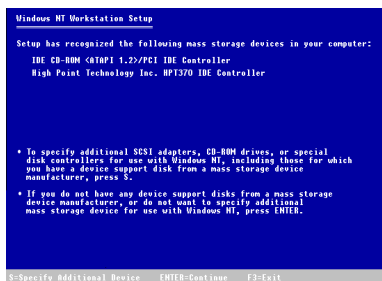 Windows NT Workstation Setup
Setup has recognized the following mass storage devices in your computer:
IDE CD-ROM <ATAPI 1.2>/PCI IDE Controller
High Point Technology Inc. HPT370 IDE Controller
• To specify additional SCSI adapters, CD-ROM drives, or special
disk controllers for use with Windows NT, including those for which
you have a device support disk from a mass storage device
manufacturer, press S.
• If you do not have any device support disks from a mass storage
device manufacturer, or do not want to specify additional
mass storage device for use with Windows NT, press ENTER.
S=Specify Additional Device ENTER=Continue F3=Exit